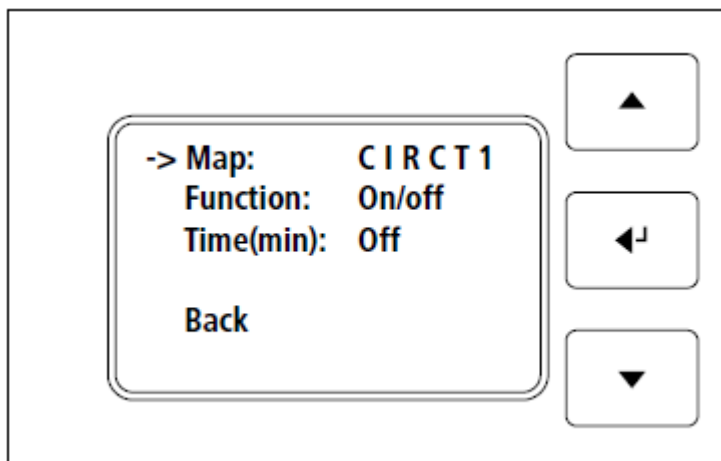 -> Map: C I R C T 1
Function: On/off
Time(min): Off
Back